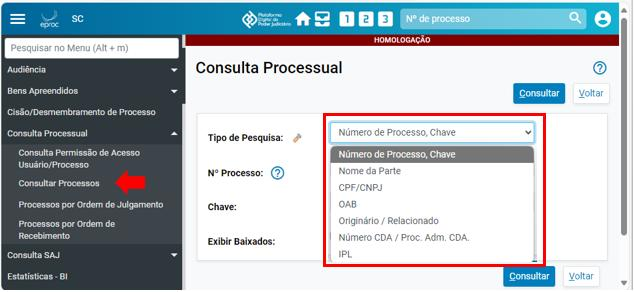 eproc
SC
Plataforma
Digital do
Poder Judiciário
1 2 3
Nº de processo
HOMOLOGAÇÃO
Pesquisar no Menu (Alt + m)
Audiência
Bens Apreendidos
Cisão/Desmembramento de Processo
Consulta Processual
Consulta Permissão de Acesso
Usuário/Processo
Consultar Processos
Processos por Ordem de Julgamento
Processos por Ordem de
Recebimento
Consulta SAJ
Estatísticas - BI
Consulta Processual
Consultar Voltar
Tipo de Pesquisa: Número de Processo, Chave
Número de Processo, Chave
Nº Processo: Nome da Parte
CPF/CNPJ
Chave: OAB
Originário / Relacionado
Exibir Baixados: Número CDA / Proc. Adm. CDA.
IPL
Consultar Voltar